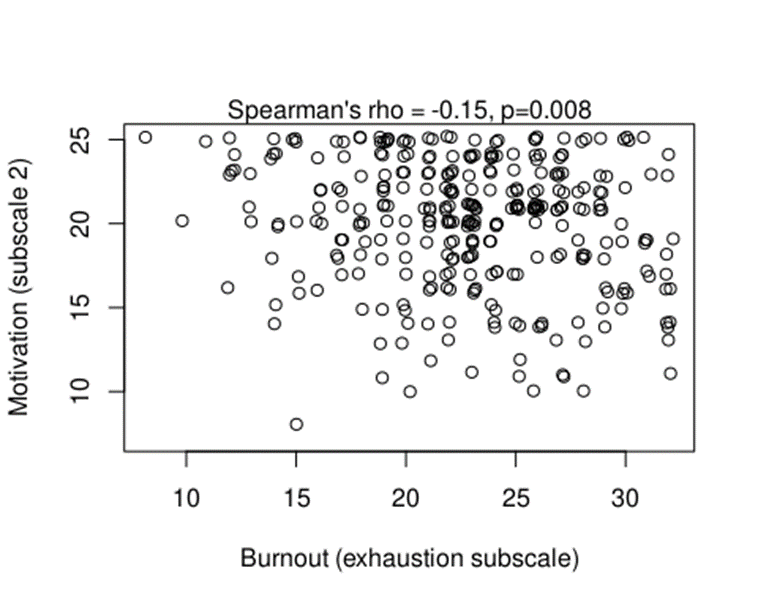 Spearman's rho = -0.15, p=0.008
Motivation (subscale 2)
25
20
15
10
10 15 20 25 30
Burnout (exhaustion subscale)